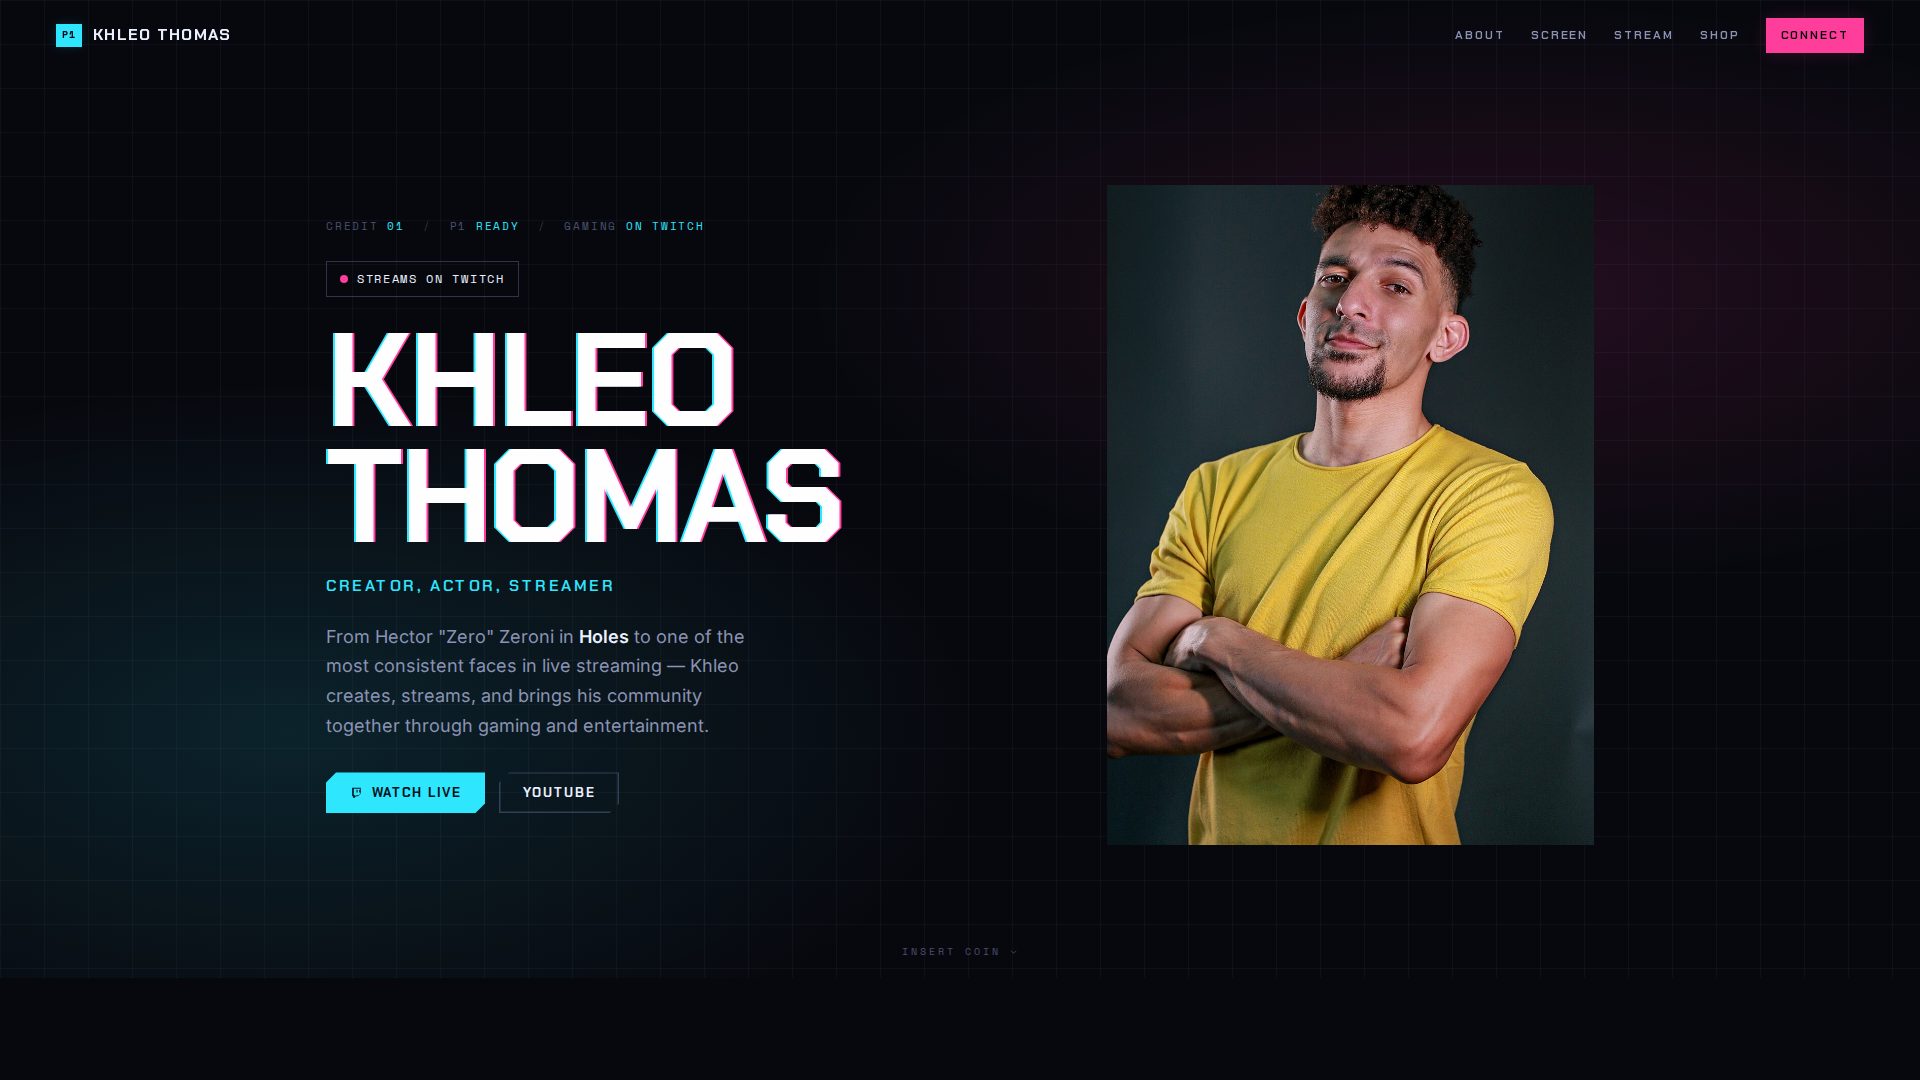 P1 KHLEO THOMAS
ABOUT SCREEN STREAM SHOP CONNECT
CREDIT 01 / P1 READY / GAMING ON TWITCH
STREAMS ON TWITCH
KHLEO
THOMAS
CREATOR, ACTOR, STREAMER
From Hector "Zero" Zeroni in Holes to one of the
most consistent faces in live streaming — Khleo
creates, streams, and brings his community
together through gaming and entertainment.
WATCH LIVE YOUTUBE
INSERT COIN